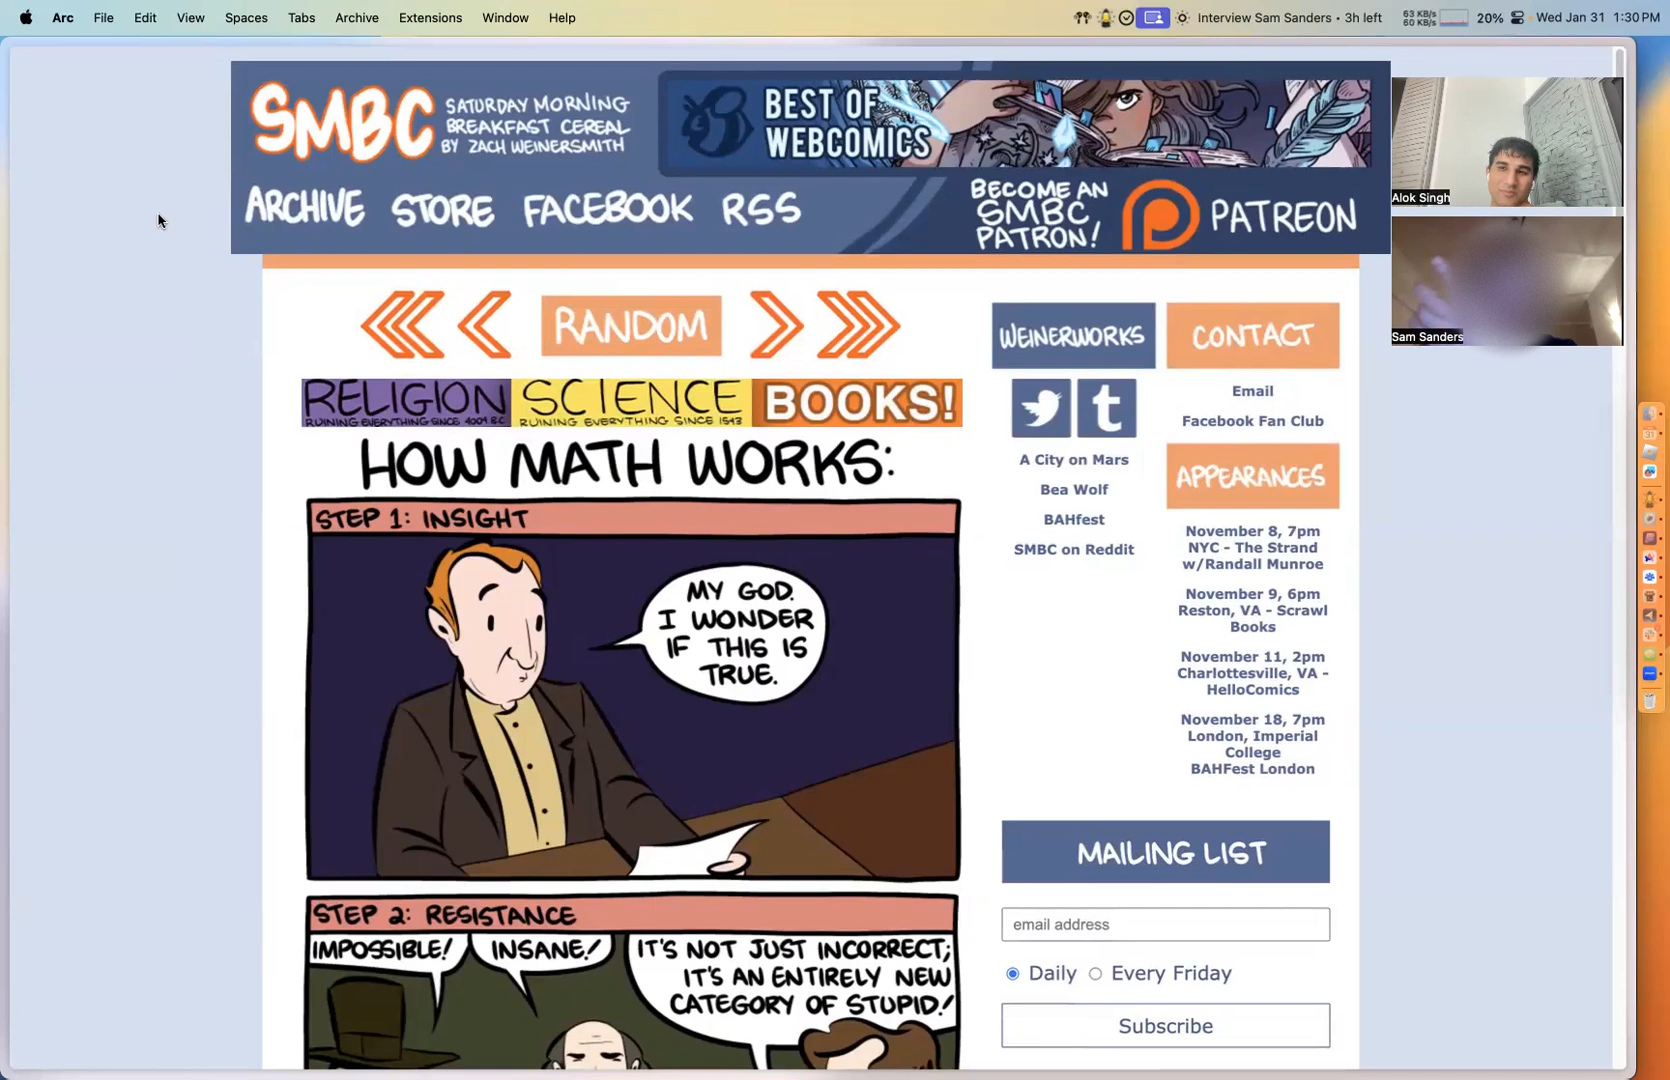 Arc File Edit View Spaces Tabs Archive Extensions Window Help
Interview Sam Sanders • 3h left
63 KB/s
60 KB/s
20%
Wed Jan 31 1:30 PM
SMBC
SATURDAY MORNING
BREAKFAST CEREAL
BY ZACH WEINERSMITH
BEST OF
WEBCOMICS
ARCHIVE STORE FACEBOOK RSS
BECOME AN
SMBC
PATRON!
PATREON
Alok Singh
Sam Sanders
RANDOM
RELIGION
RUINING EVERYTHING SINCE 4004 BC
SCIENCE
RUINING EVERYTHING SINCE 1543
BOOKS!
HOW MATH WORKS:
STEP 1: INSIGHT
MY GOD.
I WONDER
IF THIS IS
TRUE.
STEP 2: RESISTANCE
IMPOSSIBLE!
INSANE!
IT'S NOT JUST INCORRECT;
IT'S AN ENTIRELY NEW
CATEGORY OF STUPID!
WEINERWORKS
A City on Mars
Bea Wolf
BAHfest
SMBC on Reddit
CONTACT
Email
Facebook Fan Club
APPEARANCES
November 8, 7pm
NYC - The Strand
w/Randall Munroe
November 9, 6pm
Reston, VA - Scrawl
Books
November 11, 2pm
Charlottesville, VA -
HelloComics
November 18, 7pm
London, Imperial
College
BAHFest London
MAILING LIST
email address
Daily Every Friday
Subscribe